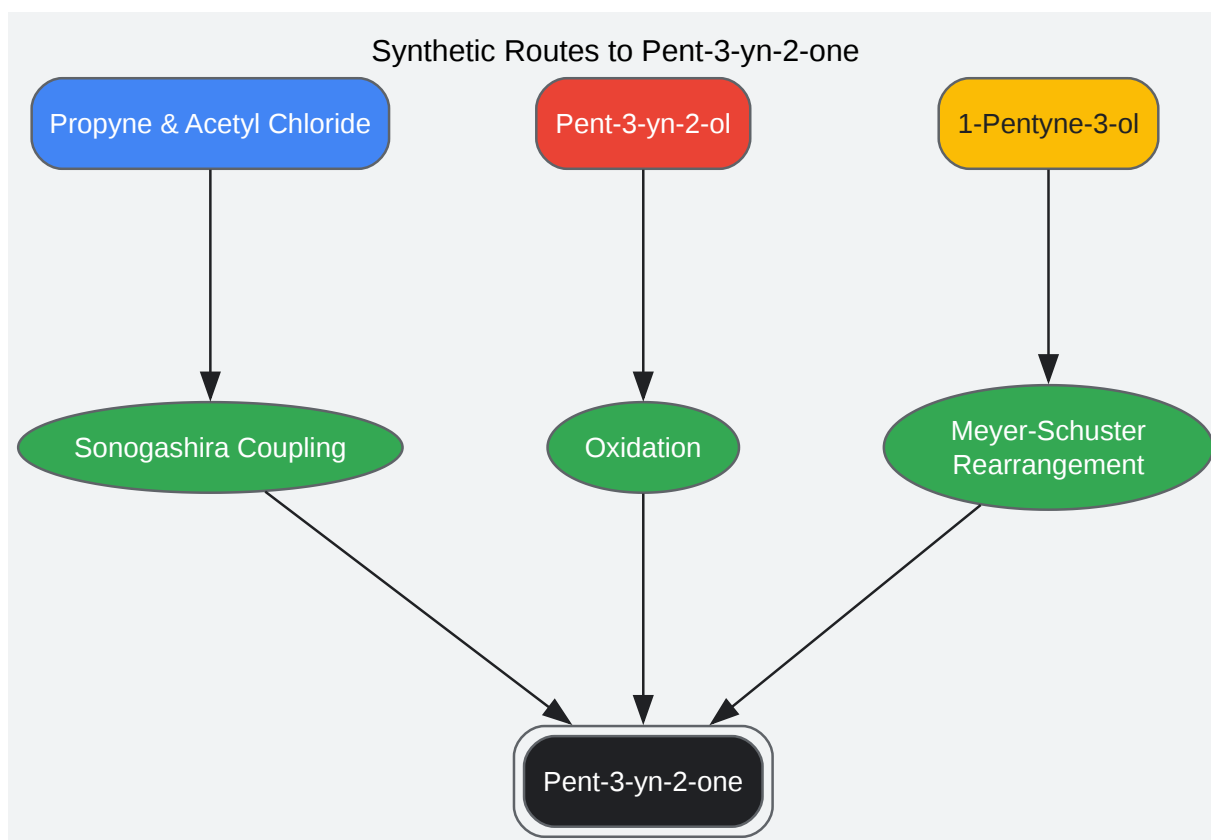 Synthetic Routes to Pent-3-yn-2-one
Propyne & Acetyl Chloride
Pent-3-yn-2-ol
1-Pentyne-3-ol
Sonogashira Coupling
Oxidation
Meyer-Schuster
Rearrangement
Pent-3-yn-2-one